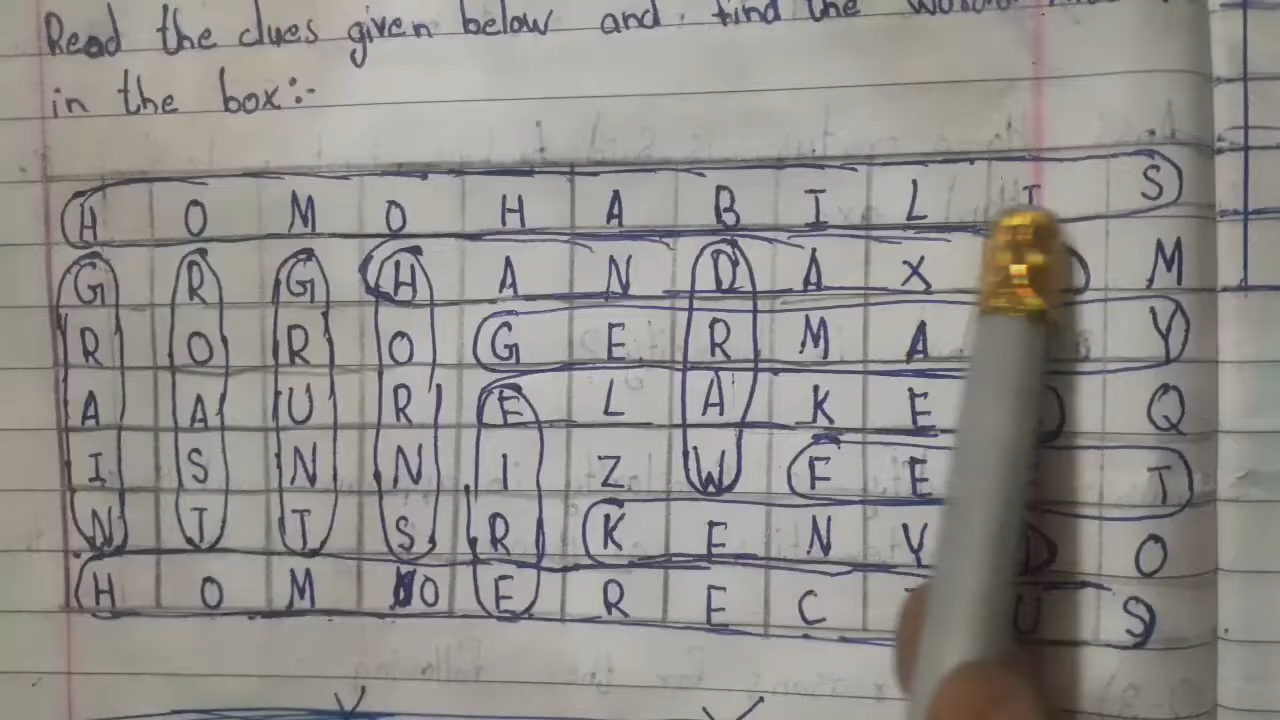 Read the clues given below and find the
in the box:-
H O M O H A B I L I S
G R G H A N D A X M
R O R O G E R M A Y
A A U R F L A K E Q
I S N N I Z W F E T
N T T S R K E N Y O
H O M O E R E C U S